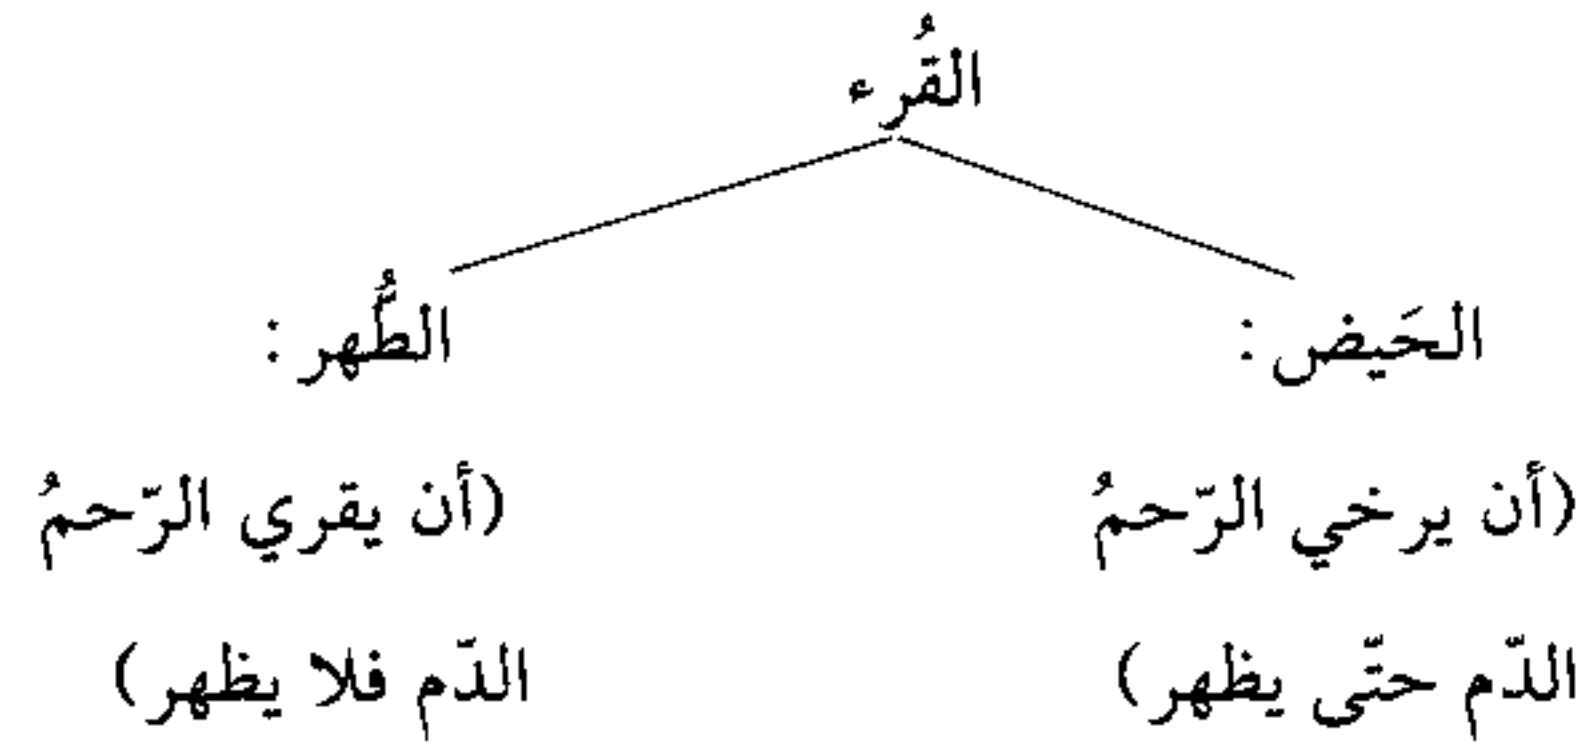 القُرء
الحَيض :
(أن يرخي الرّحمُ
الدّم حتّى يظهر)
الطُّهر :
(أن يقري الرّحمُ
الدّم فلا يظهر)